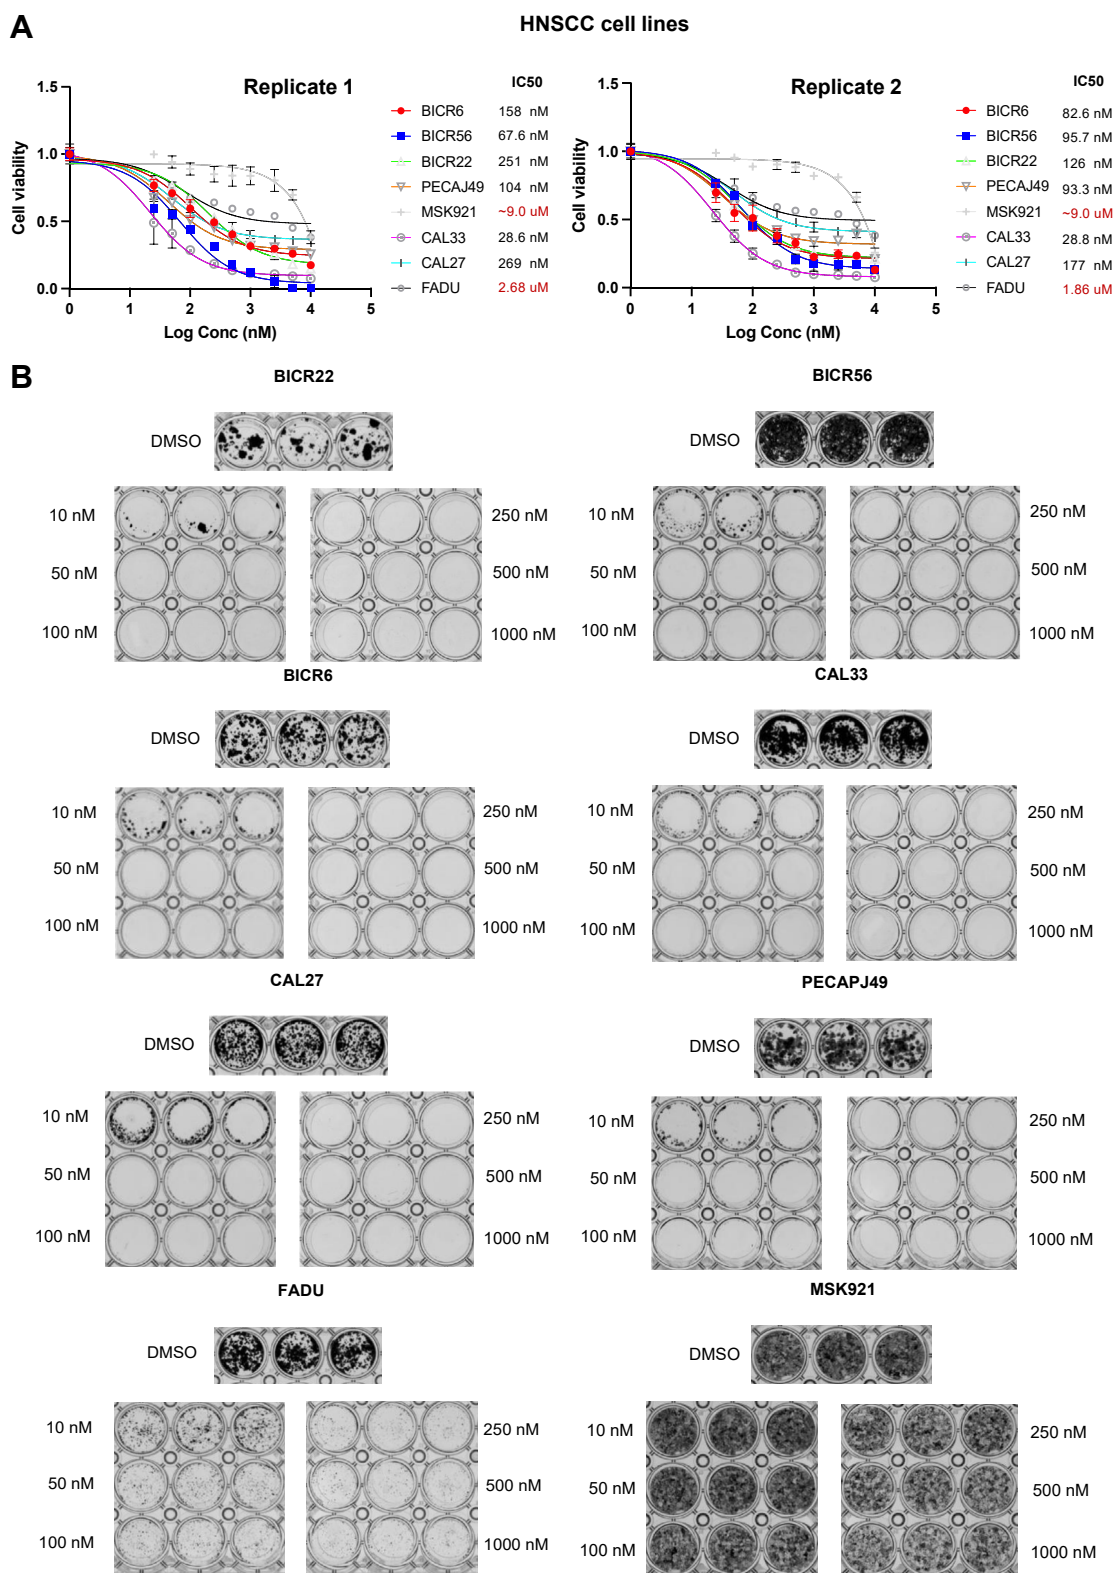 A
HNSCC cell lines
Replicate 1
IC50
1.5
1.0
0.5
0.0
Cell viability
0
1
2
3
4
5
Log Conc (nM)
BICR6 158 nM
BICR56 67.6 nM
BICR22 251 nM
PECAJ49 104 nM
MSK921 ~9.0 uM
CAL33 28.6 nM
CAL27 269 nM
FADU 2.68 uM
Replicate 2
IC50
1.5
1.0
0.5
0.0
Cell viability
0
1
2
3
4
5
Log Conc (nM)
BICR6 82.6 nM
BICR56 95.7 nM
BICR22 126 nM
PECAJ49 93.3 nM
MSK921 ~9.0 uM
CAL33 28.8 nM
CAL27 177 nM
FADU 1.86 uM
B
BICR22
DMSO
10 nM
50 nM
100 nM
250 nM
500 nM
1000 nM
BICR56
DMSO
10 nM
50 nM
100 nM
250 nM
500 nM
1000 nM
BICR6
DMSO
10 nM
50 nM
100 nM
250 nM
500 nM
1000 nM
CAL33
DMSO
10 nM
50 nM
100 nM
250 nM
500 nM
1000 nM
CAL27
DMSO
10 nM
50 nM
100 nM
250 nM
500 nM
1000 nM
PECAPJ49
DMSO
10 nM
50 nM
100 nM
250 nM
500 nM
1000 nM
FADU
DMSO
10 nM
50 nM
100 nM
250 nM
500 nM
1000 nM
MSK921
DMSO
10 nM
50 nM
100 nM
250 nM
500 nM
1000 nM